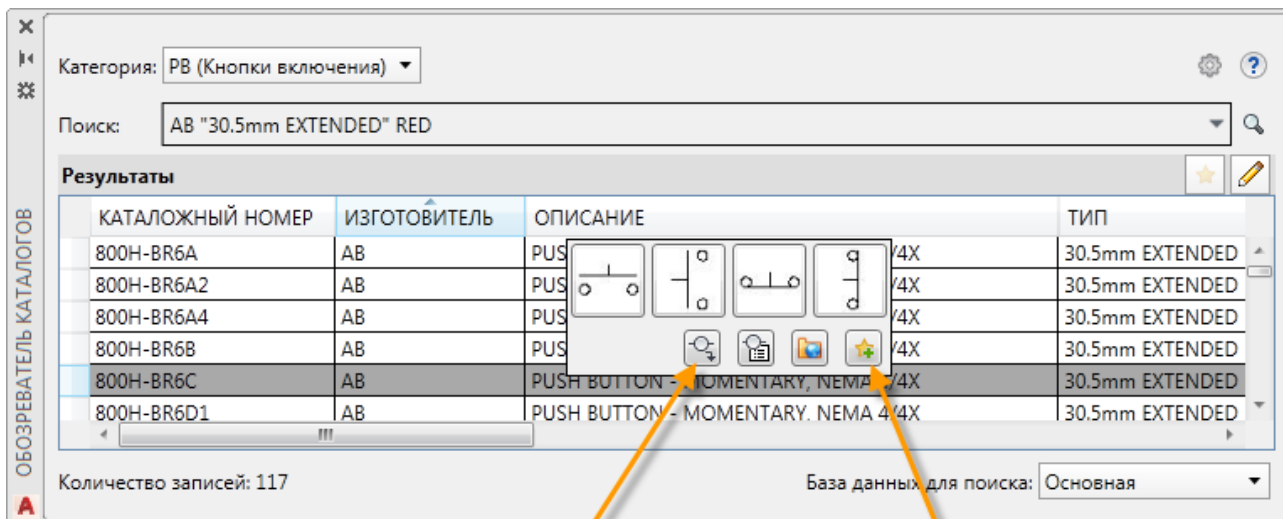 Категория: PB (Кнопки включения)
Поиск: AB "30.5mm EXTENDED" RED
Результаты
КАТАЛОЖНЫЙ НОМЕР ИЗГОТОВИТЕЛЬ ОПИСАНИЕ ТИП
800H-BR6A AB PUS /4X 30.5mm EXTENDED
800H-BR6A2 AB PUS /4X 30.5mm EXTENDED
800H-BR6A4 AB PUS /4X 30.5mm EXTENDED
800H-BR6B AB PUS /4X 30.5mm EXTENDED
800H-BR6C AB PUSH BUTTON - MOMENTARY, NEMA 4/4X 30.5mm EXTENDED
800H-BR6D1 AB PUSH BUTTON - MOMENTARY, NEMA 4/4X 30.5mm EXTENDED
Количество записей: 117 База данных для поиска: Основная
ОБОЗРЕВАТЕЛЬ КАТАЛОГОВ
A